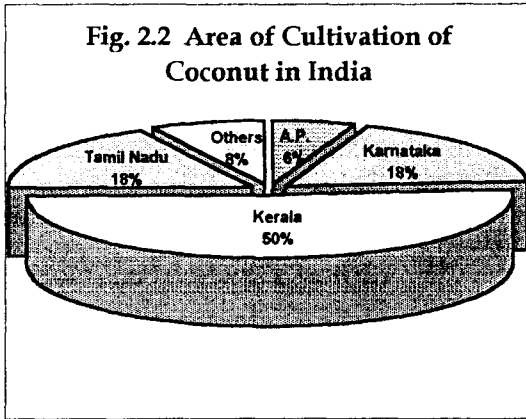 Fig. 2.2 Area of Cultivation of
Coconut in India
Others
8%
A.P.
6%
Tamil Nadu
18%
Karnataka
18%
Kerala
50%